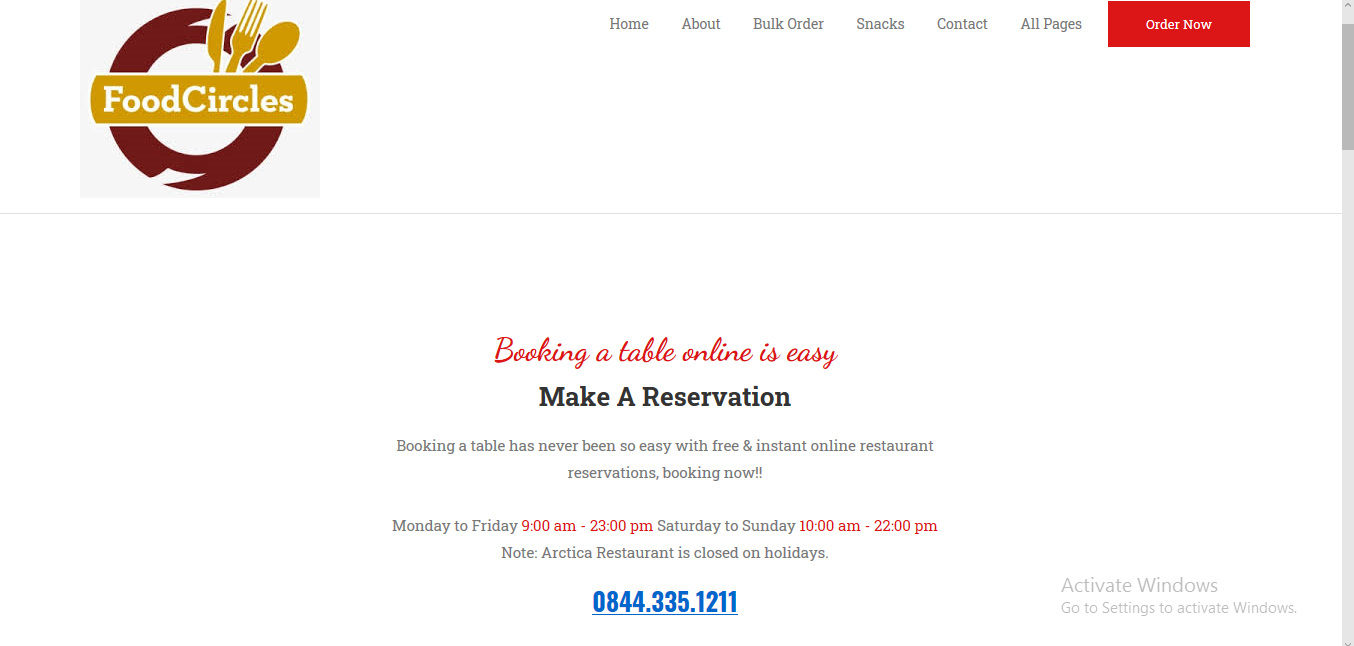 FoodCircles
Home About Bulk Order Snacks Contact All Pages Order Now
Booking a table online is easy
Make A Reservation
Booking a table has never been so easy with free & instant online restaurant
reservations, booking now!!
Monday to Friday 9:00 am - 23:00 pm Saturday to Sunday 10:00 am - 22:00 pm
Note: Arctica Restaurant is closed on holidays.
0844.335.1211
Activate Windows
Go to Settings to activate Windows.